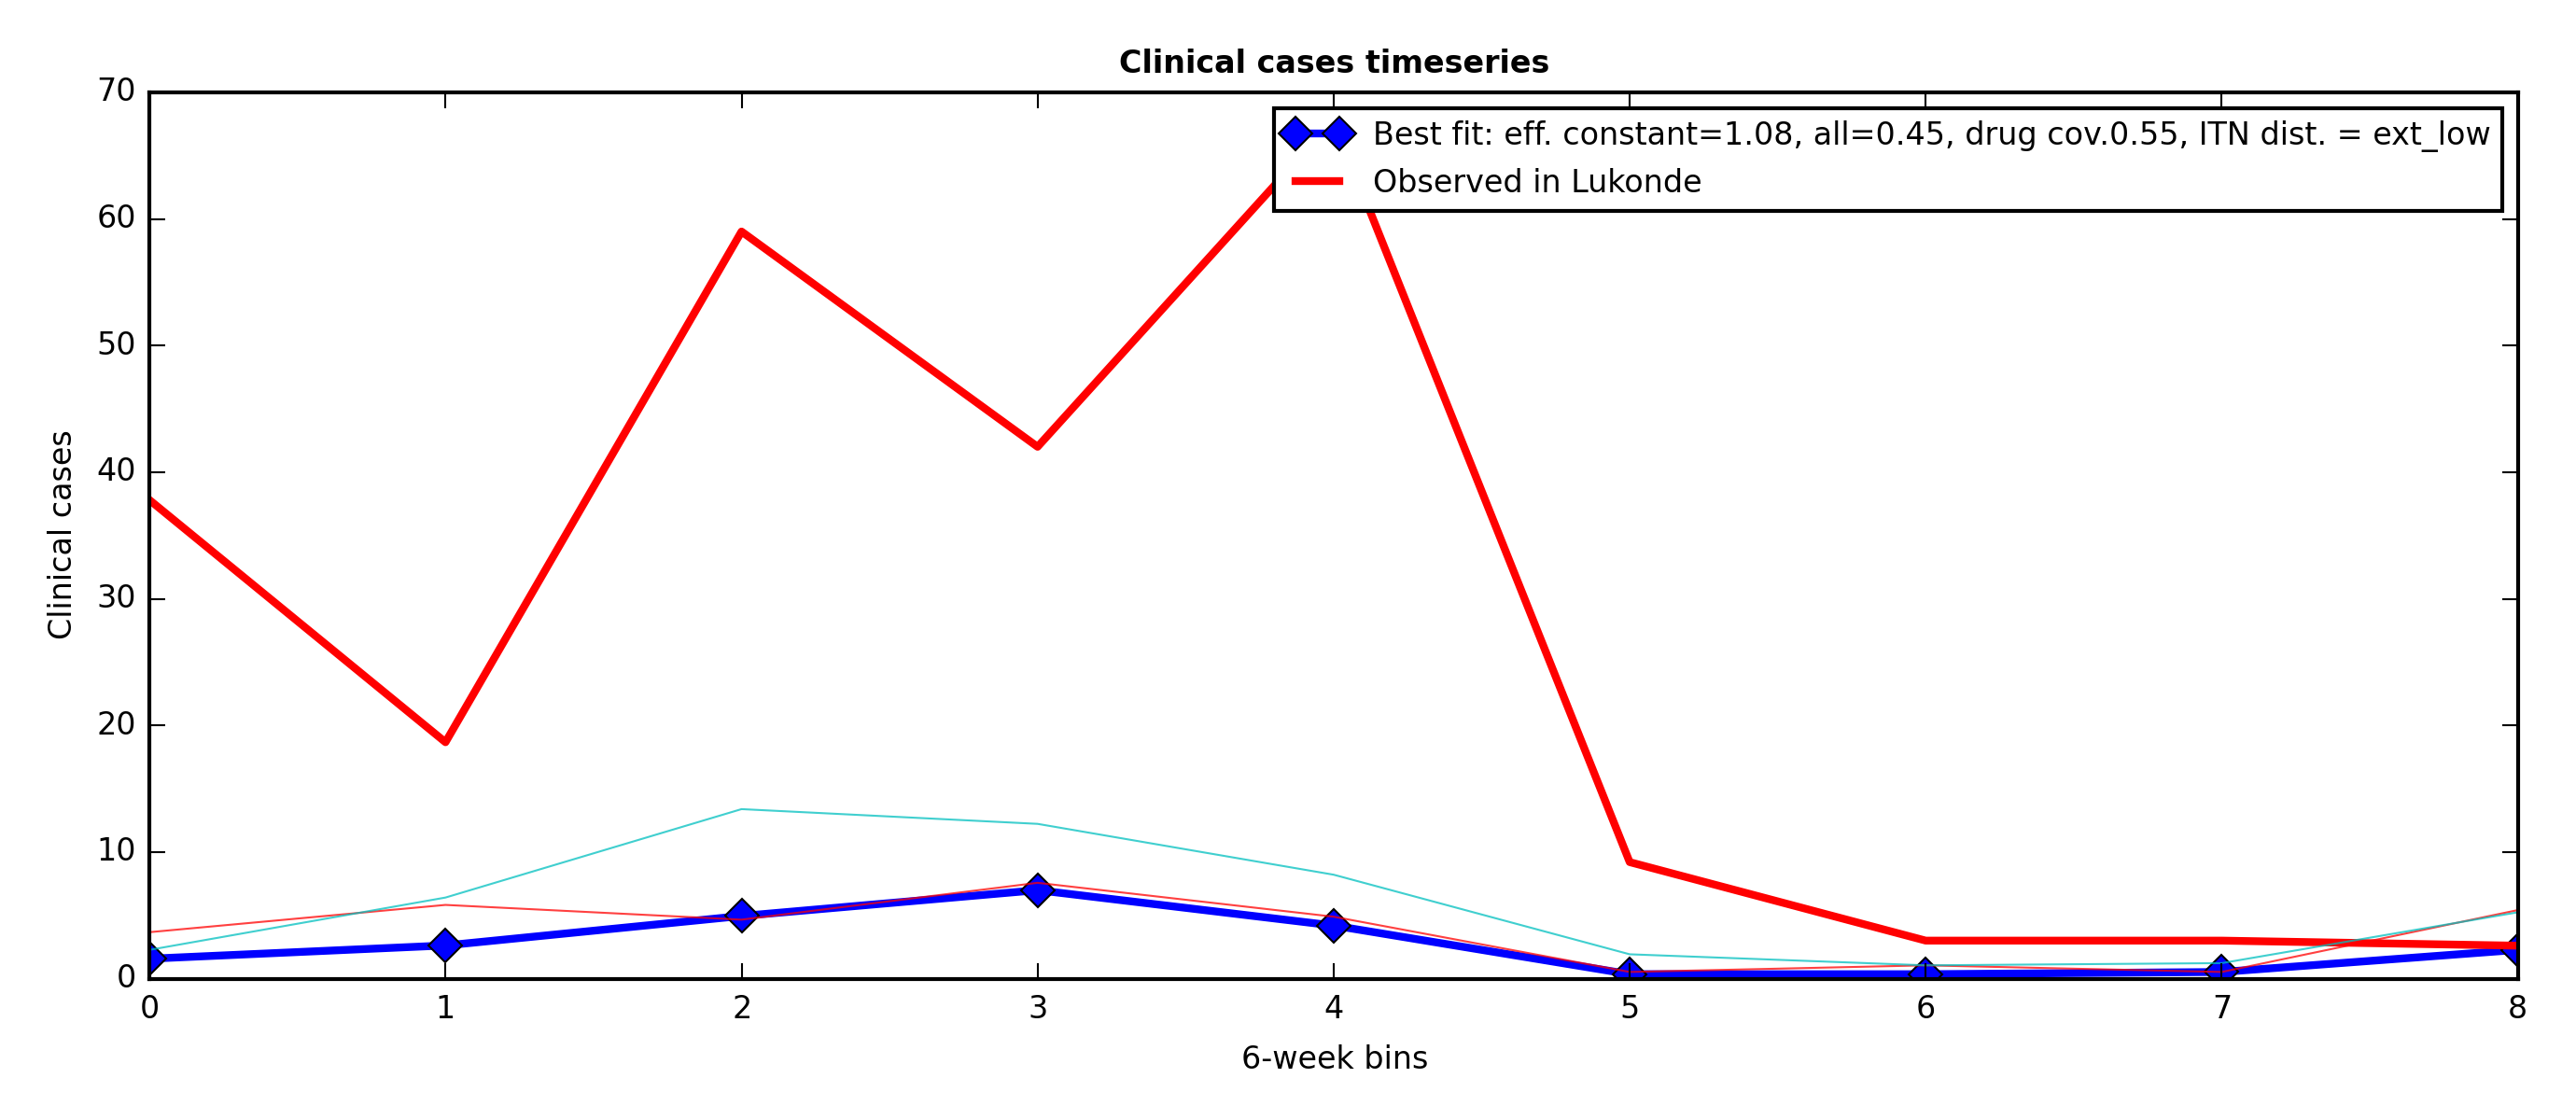 Clinical cases timeseries
Best fit: eff. constant=1.08, all=0.45, drug cov.0.55, ITN dist. = ext_low
Observed in Lukonde
Clinical cases
70
60
50
40
30
20
10
0
0 1 2 3 4 5 6 7 8
6-week bins